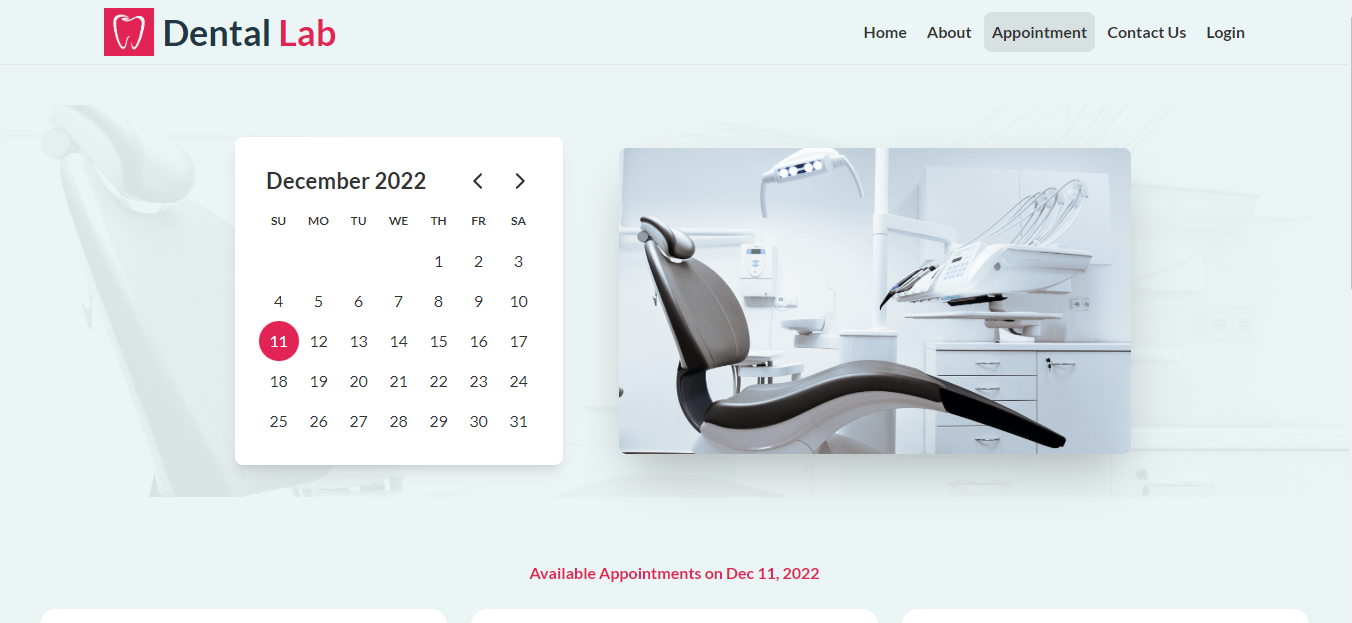 Dental Lab
Home About Appointment Contact Us Login
December 2022
SU MO TU WE TH FR SA
1 2 3
4 5 6 7 8 9 10
11 12 13 14 15 16 17
18 19 20 21 22 23 24
25 26 27 28 29 30 31
Available Appointments on Dec 11, 2022